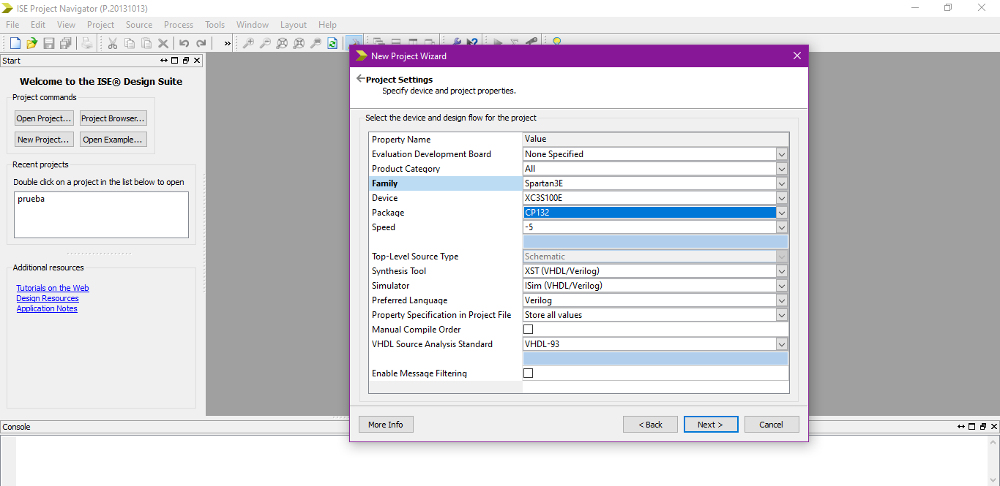 ISE Project Navigator (P.20131013)
File Edit View Project Source Process Tools Window Layout Help
Start
Welcome to the ISE® Design Suite
Project commands
Open Project... Project Browser...
New Project... Open Example...
Recent projects
Double click on a project in the list below to open
prueba
Additional resources
Tutorials on the Web
Design Resources
Application Notes
New Project Wizard
Project Settings
Specify device and project properties.
Select the device and design flow for the project
Property Name Value
Evaluation Development Board None Specified
Product Category All
Family Spartan3E
Device XC3S100E
Package CP132
Speed -5
Top-Level Source Type Schematic
Synthesis Tool XST (VHDL/Verilog)
Simulator ISim (VHDL/Verilog)
Preferred Language Verilog
Property Specification in Project File Store all values
Manual Compile Order
VHDL Source Analysis Standard VHDL-93
Enable Message Filtering
More Info < Back Next > Cancel
Console